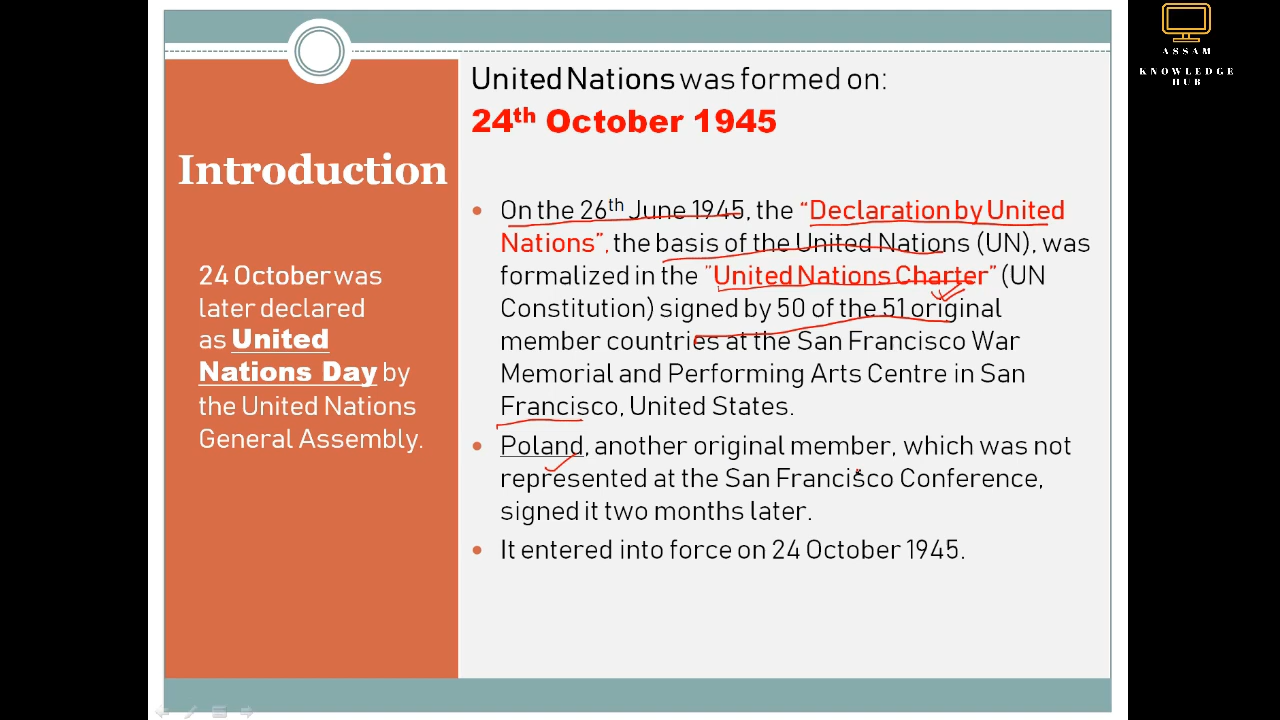 ASSAM
KNOWLEDGE
HUB
Introduction
24 October was
later declared
as United
Nations Day by
the United Nations
General Assembly.
United Nations was formed on:
24th October 1945
• On the 26th June 1945, the “Declaration by United
Nations”, the basis of the United Nations (UN), was
formalized in the "United Nations Charter" (UN
Constitution) signed by 50 of the 51 original
member countries at the San Francisco War
Memorial and Performing Arts Centre in San
Francisco, United States.
• Poland, another original member, which was not
represented at the San Francisco Conference,
signed it two months later.
• It entered into force on 24 October 1945.